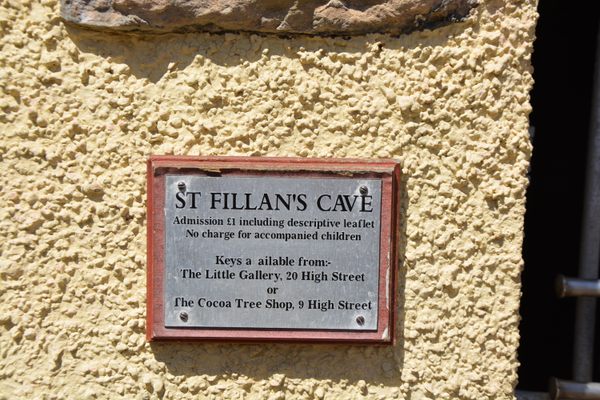 ST FILLAN'S CAVE
Admission £1 including descriptive leaflet
No charge for accompanied children
Keys a ailable from:-
The Little Gallery, 20 High Street
or
The Cocoa Tree Shop, 9 High Street